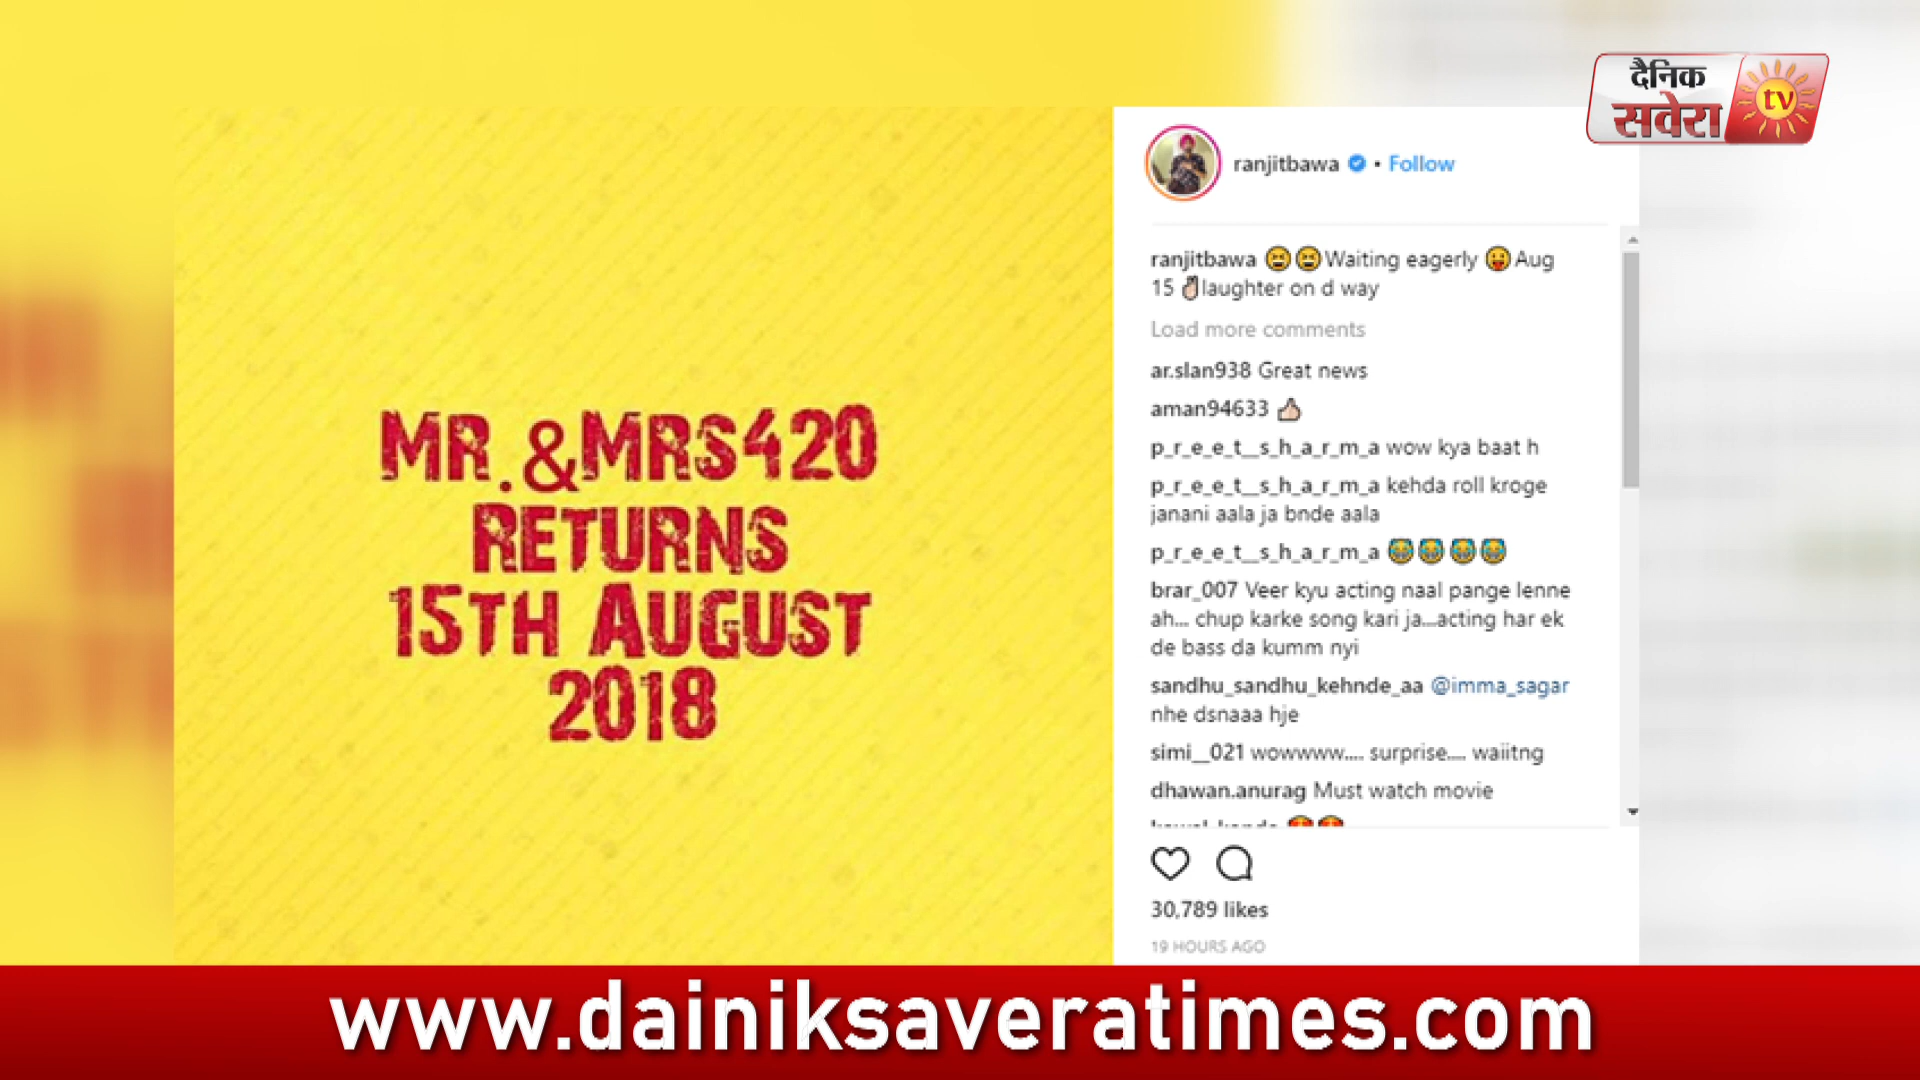 दैनिक
सवेरा
tv
MR.&MRS420
RETURNS
15TH AUGUST
2018
ranjitbawa • Follow
ranjitbawa 😆😆Waiting eagerly 😛Aug
15 ✌🏻laughter on d way
Load more comments
ar.slan938 Great news
aman94633 👍🏻
p_r_e_e_t__s_h_a_r_m_a wow kya baat h
p_r_e_e_t__s_h_a_r_m_a kehda roll kroge
janani aala ja bnde aala
p_r_e_e_t__s_h_a_r_m_a 😂😂😂😂
brar_007 Veer kyu acting naal pange lenne
ah... chup karke song kari ja...acting har ek
de bass da kumm nyi
sandhu_sandhu_kehnde_aa @imma_sagar
nhe dsnaaa hje
simi__021 wowwww.... surprise.... waiitng
dhawan.anurag Must watch movie
30,789 likes
19 HOURS AGO
www.dainiksaveratimes.com